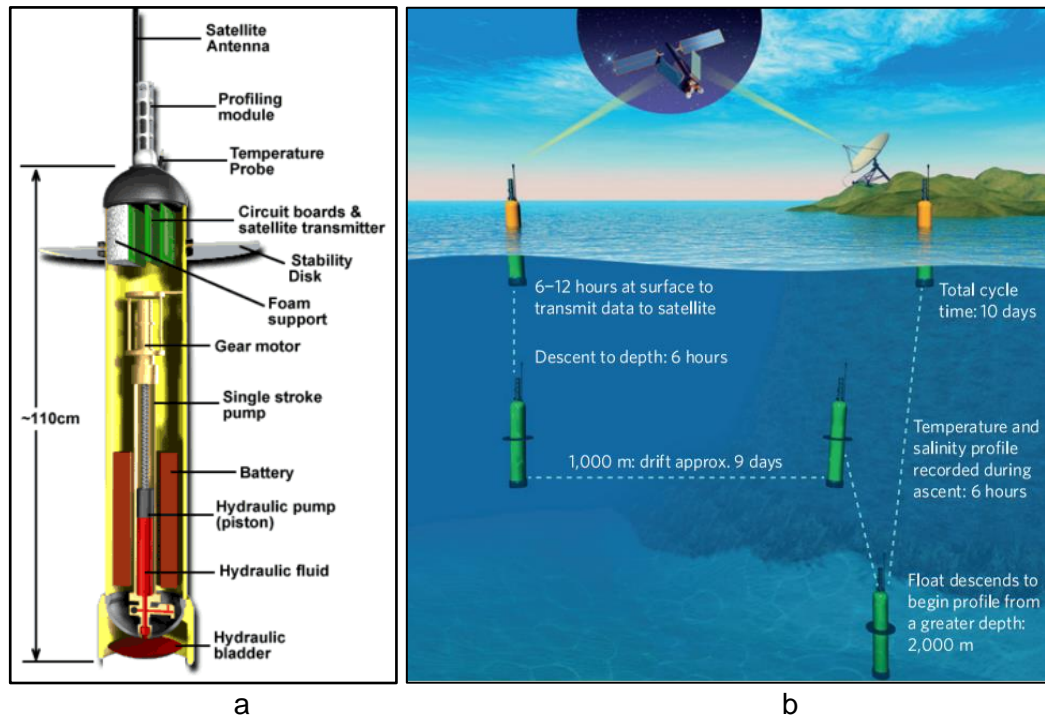 Satellite
Antenna
Profiling
module
Temperature
Probe
Circuit boards &
satellite transmitter
Stability
Disk
Foam
support
Gear motor
Single stroke
pump
~110cm
Battery
Hydraulic pump
(piston)
Hydraulic fluid
Hydraulic
bladder
a
6–12 hours at surface to
transmit data to satellite
Descent to depth: 6 hours
1,000 m: drift approx. 9 days
Total cycle
time: 10 days
Temperature and
salinity profile
recorded during
ascent: 6 hours
Float descends to
begin profile from
a greater depth:
2,000 m
b